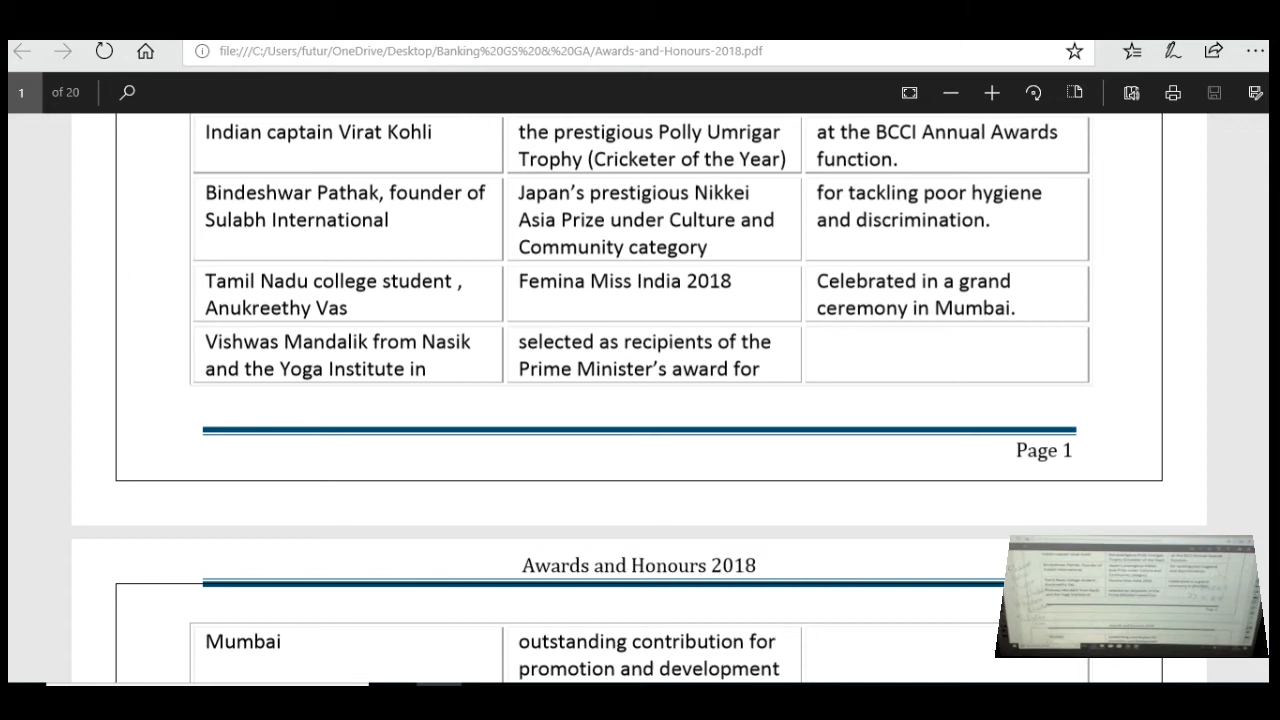 file:///C:/Users/futur/OneDrive/Desktop/Banking%20GS%20&%20GA/Awards-and-Honours-2018.pdf
1 of 20
Indian captain Virat Kohli
the prestigious Polly Umrigar
Trophy (Cricketer of the Year)
at the BCCI Annual Awards
function.
Bindeshwar Pathak, founder of
Sulabh International
Japan's prestigious Nikkei
Asia Prize under Culture and
Community category
for tackling poor hygiene
and discrimination.
Tamil Nadu college student ,
Anukreethy Vas
Femina Miss India 2018
Celebrated in a grand
ceremony in Mumbai.
Vishwas Mandalik from Nasik
and the Yoga Institute in
selected as recipients of the
Prime Minister's award for
Page 1
Awards and Honours 2018
Mumbai
outstanding contribution for
promotion and development